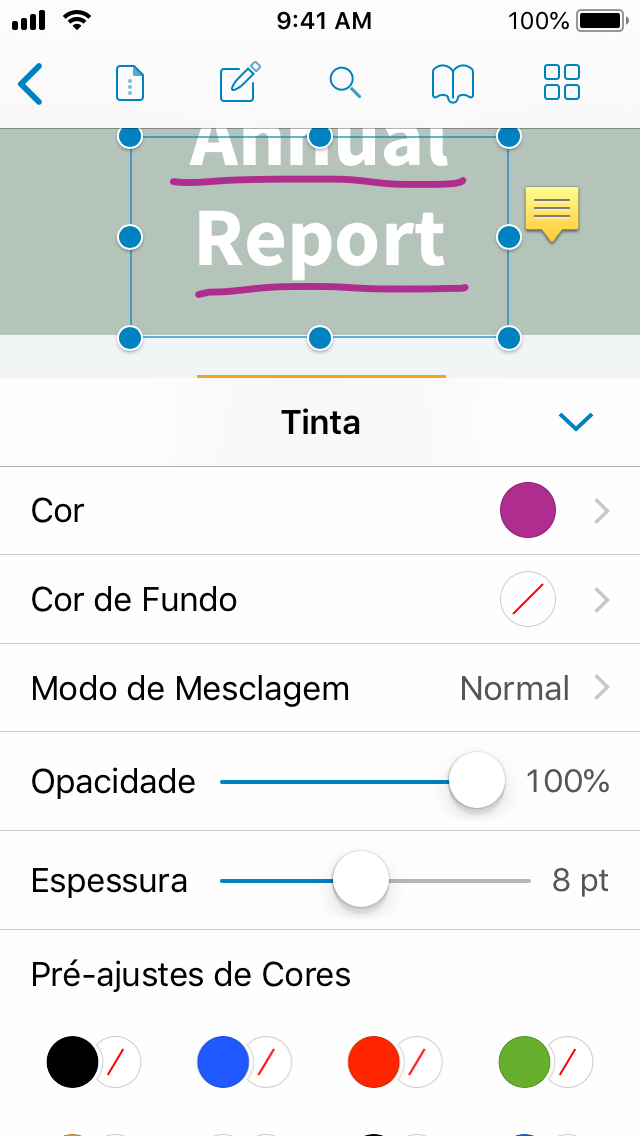 9:41 AM 100%
Annual
Report
Tinta
Cor
Cor de Fundo
Modo de Mesclagem Normal
Opacidade 100%
Espessura 8 pt
Pré-ajustes de Cores